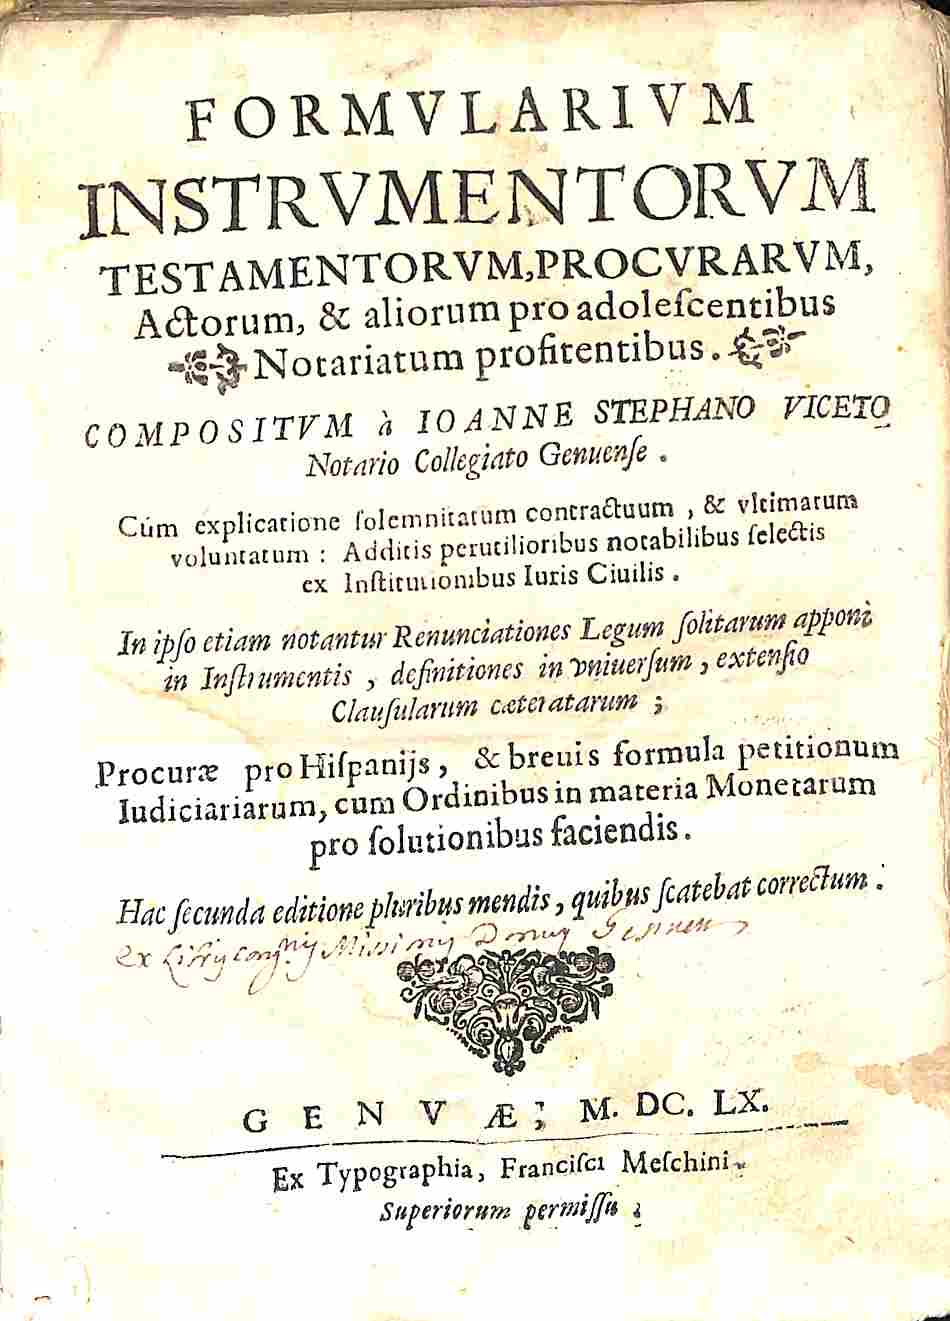 FORMVLARIVM
INSTRVMENTORVM
TESTAMENTORVM, PROCVRARVM,
Actorum, & aliorum pro adoleſcentibus
Notariatum profitentibus.
COMPOSITVM à IOANNE STEPHANO VICETO
Notario Collegiato Genuenſe.
Cúm explicatione ſolemnitatum contractuum, & vltimatum
voluntatum: Additis perutilioribus notabilibus ſelectis
ex Inſtitutionibus Iuris Ciuilis.
In ipſo etiam notantur Renunciationes Legum ſolitarum apponi
in Inſtrumentis, definitiones in vniuerſum, extenſio
Clauſularum cæteratarum;
Procuræ pro Hiſpanijs, & breuis formula petitionum
Iudiciariarum, cum Ordinibus in materia Monetarum
pro ſolutionibus faciendis.
Hac ſecunda editione pluribus mendis, quibus ſcatebat correctum.
Ex
GENVÆ; M. DC. LX.
Ex Typographia, Franciſci Meſchini.
Superiorum permiſſu;